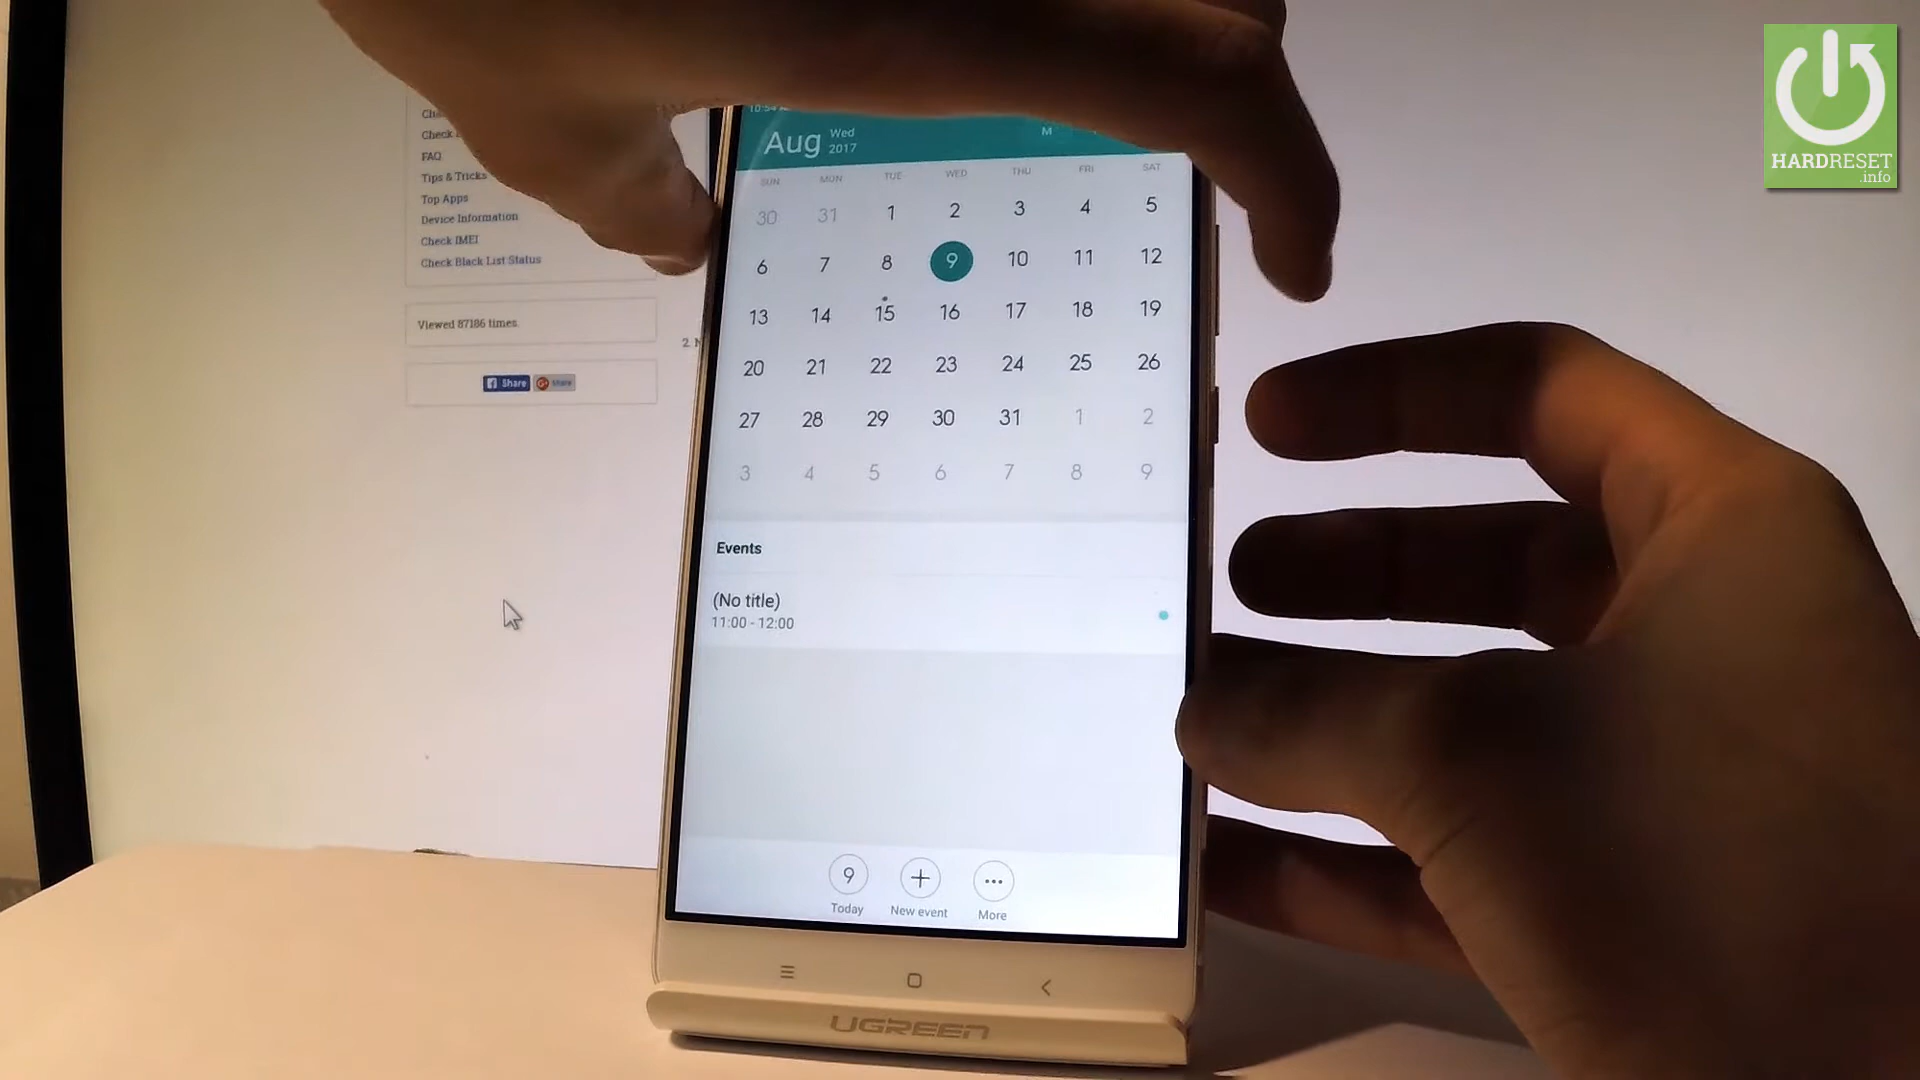 HARDRESET
.info
Check
FAQ
Tips & Tricks
Top Apps
Device Information
Check IMEI
Check Black List Status
Viewed 87186 times
Share
Share
2.
Aug
Wed
2017
M
SUN MON TUE WED THU FRI SAT
30 31 1 2 3 4 5
6 7 8 9 10 11 12
13 14 15 16 17 18 19
20 21 22 23 24 25 26
27 28 29 30 31 1 2
3 4 5 6 7 8 9
Events
(No title)
11:00 - 12:00
9
Today
New event
More
UGREEN